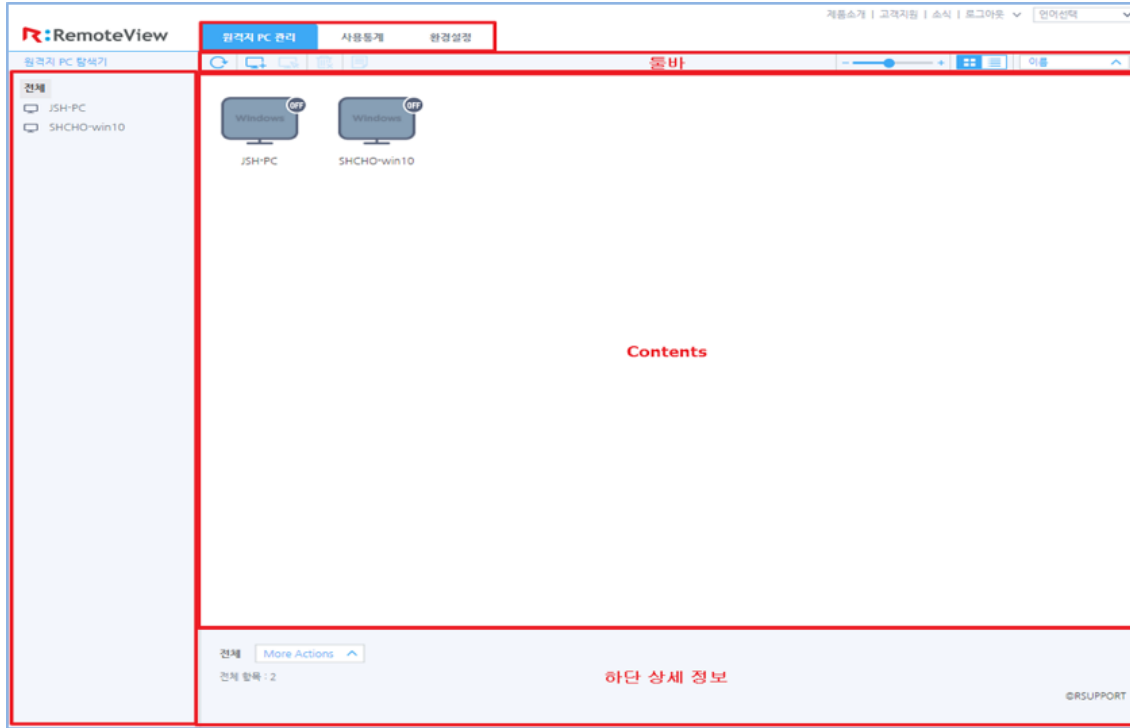 제품소개 | 고객지원 | 소식 | 로그아웃 언어선택
R:RemoteView 원격지 PC 관리 사용통계 환경설정
원격지 PC 탐색기 툴바 - + 이름
전체
JSH-PC
SHCHO-win10
Windows OFF Windows OFF
JSH-PC SHCHO-win10
Contents
전체 More Actions
전체 항목 : 2
하단 상세 정보
©RSUPPORT